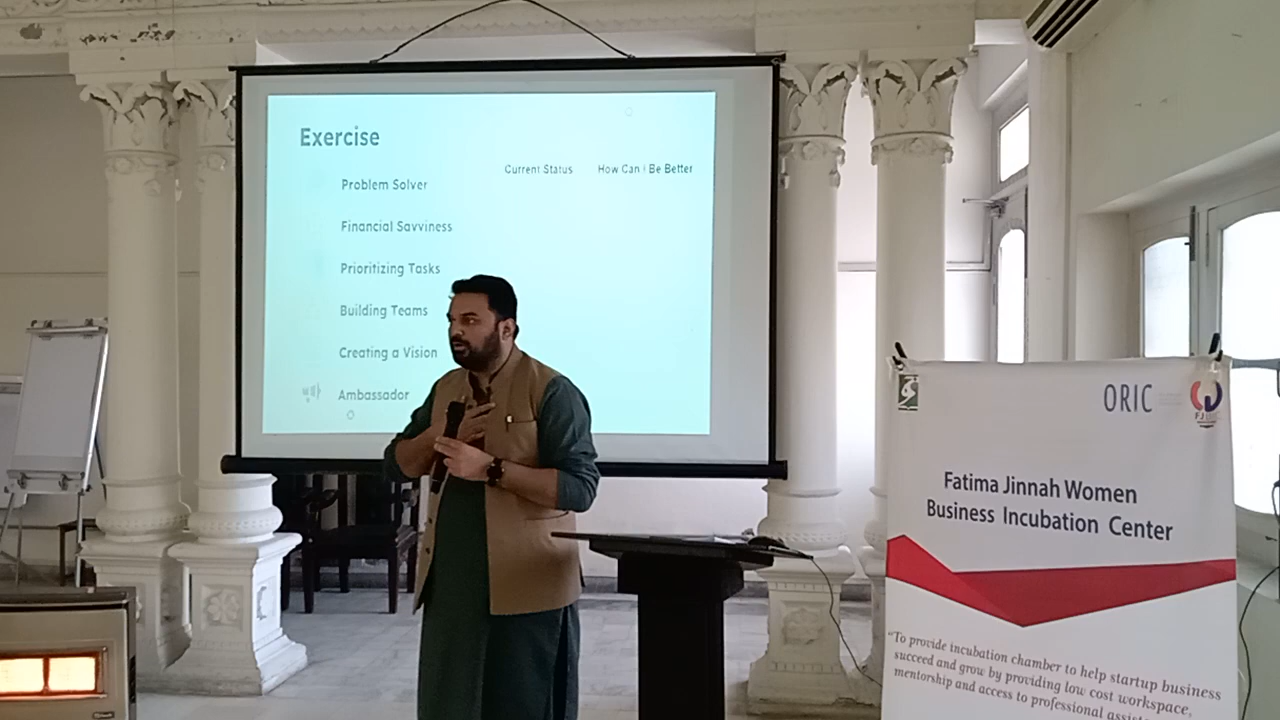 Exercise
Current Status
How Can I Be Better
Problem Solver
Financial Savviness
Prioritizing Tasks
Building Teams
Creating a Vision
Ambassador
ORIC
Fatima Jinnah Women
Business Incubation Center
"To provide incubation chamber to help startup business
succeed and grow by providing low cost workspace,
mentorship and access to professional